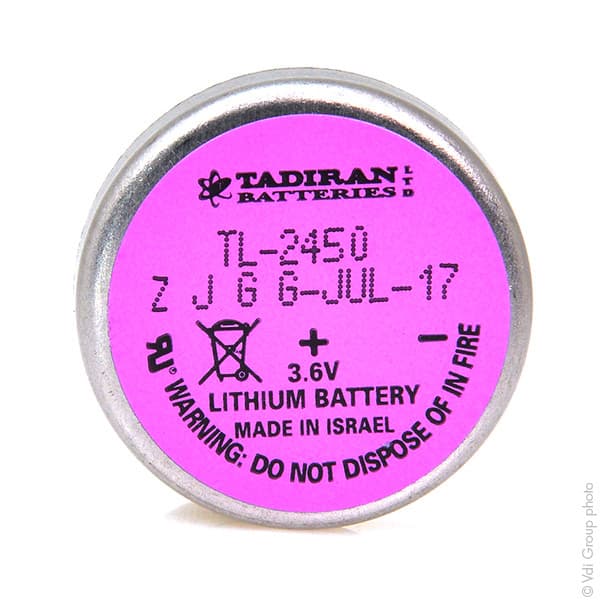 TADIRAN LTD
BATTERIES
TL-2450
Z J G 6-JUL-17
+ -
3.6V
LITHIUM BATTERY
MADE IN ISRAEL
WARNING: DO NOT DISPOSE OF IN FIRE
© Vdi Group photo